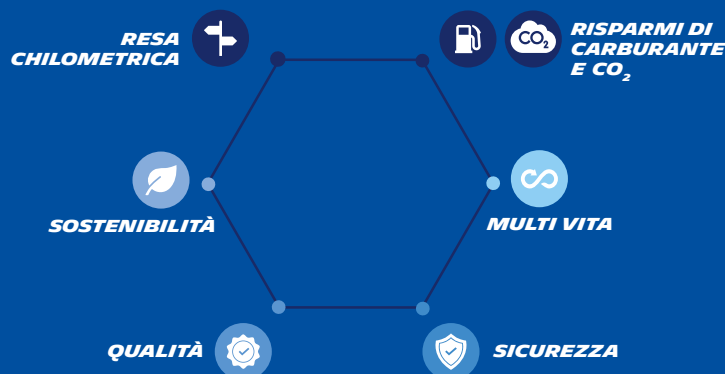 RESA
CHILOMETRICA
CO₂
RISPARMI DI
CARBURANTE
E CO₂
SOSTENIBILITÀ
MULTI VITA
QUALITÀ
SICUREZZA